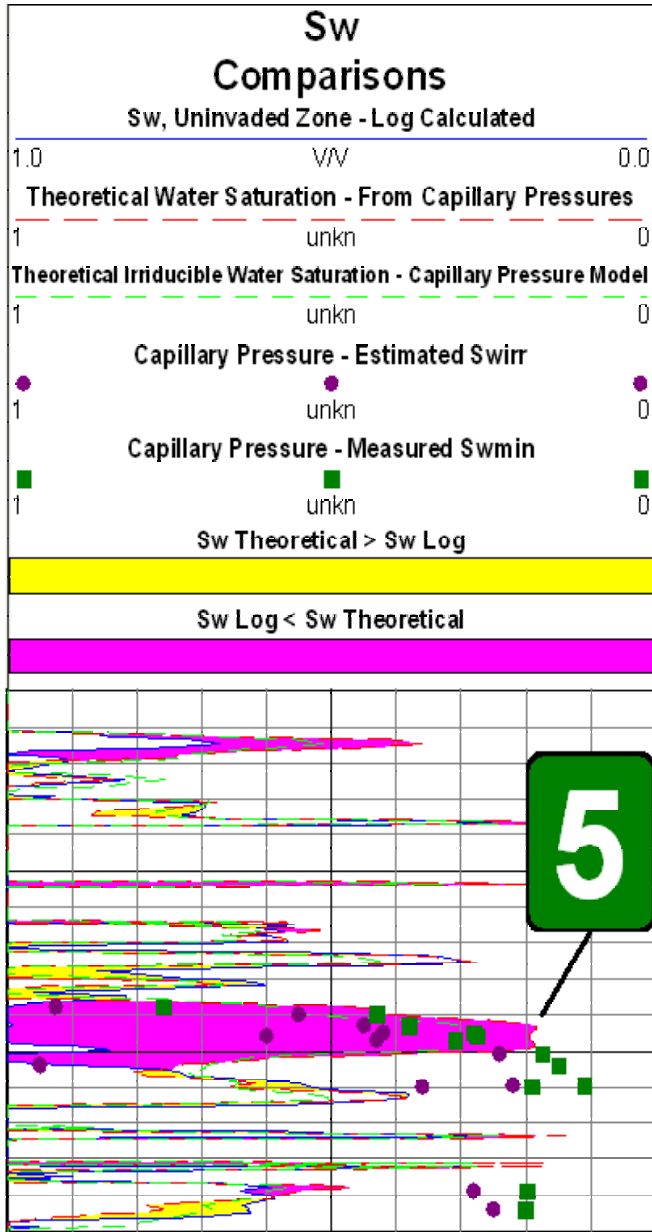 Sw
Comparisons
Sw, Uninvaded Zone - Log Calculated
1.0 V/V 0.0
Theoretical Water Saturation - From Capillary Pressures
1 unkn 0
Theoretical Irriducible Water Saturation - Capillary Pressure Model
1 unkn 0
Capillary Pressure - Estimated Swirr
1 unkn 0
Capillary Pressure - Measured Swmin
1 unkn 0
Sw Theoretical > Sw Log
Sw Log < Sw Theoretical
5